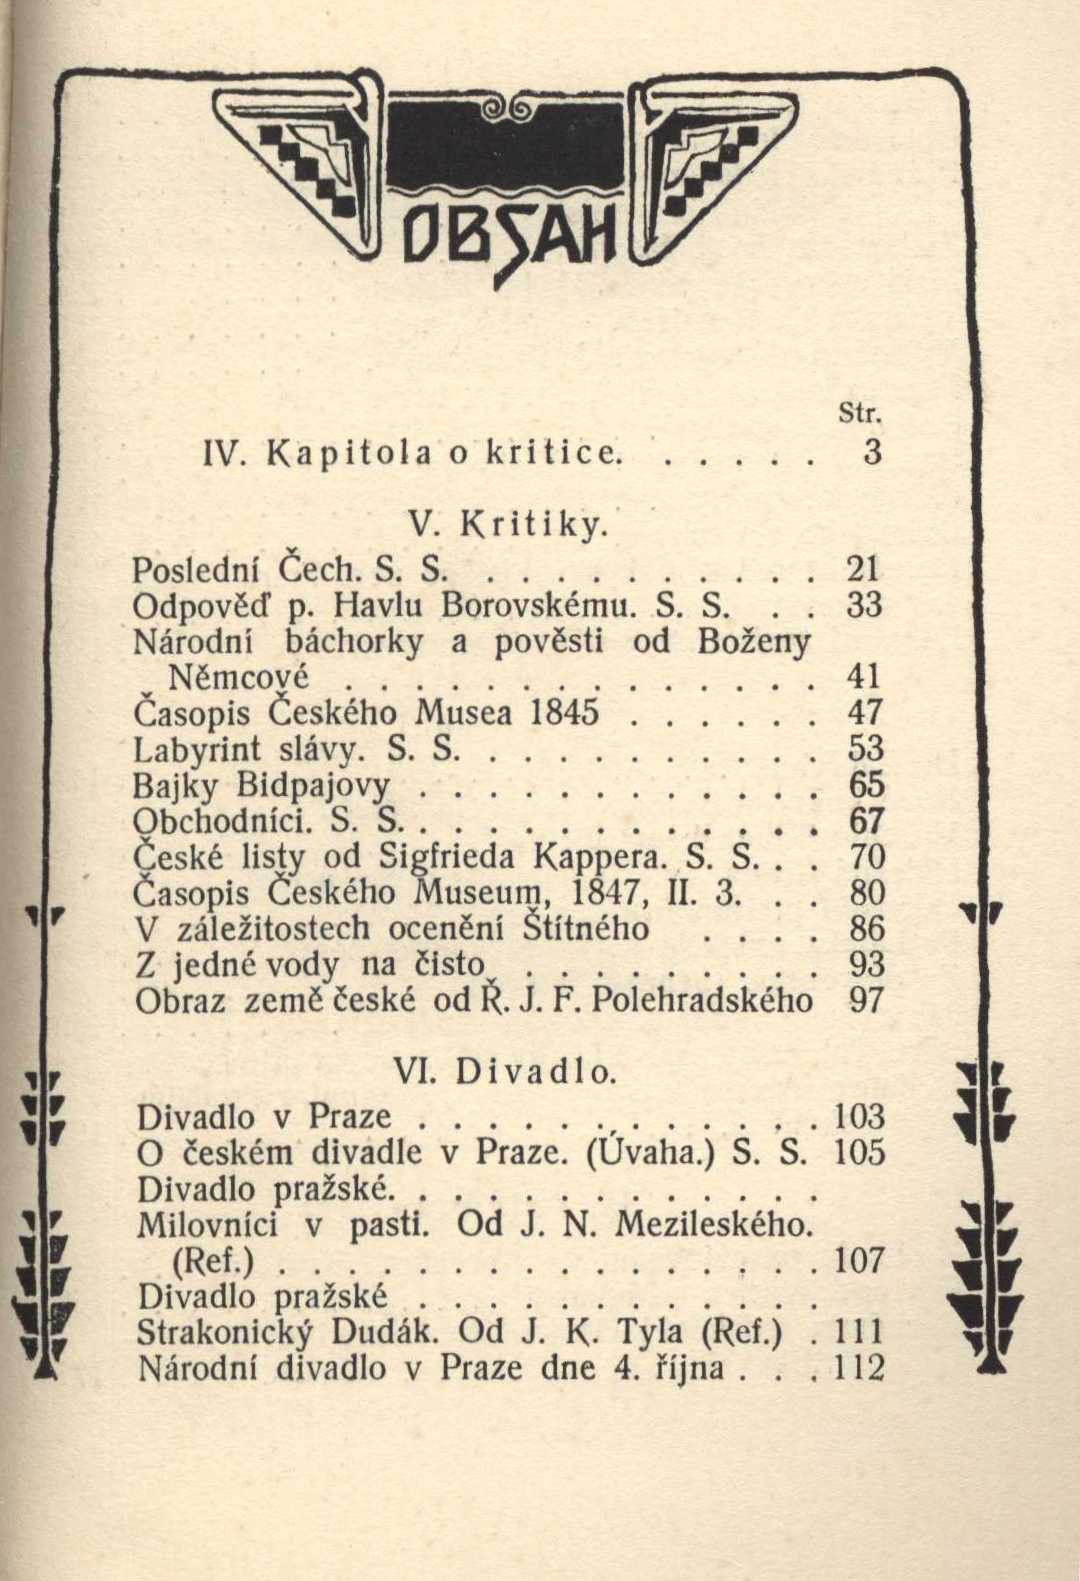 OBSAH
Str.
IV. Kapitola o kritice. . . . . . 3
V. Kritiky.
Poslední Čech. S. S. . . . . . . . . . . 21
Odpověď p. Havlu Borovskému. S. S. . . 33
Národní báchorky a pověsti od Boženy
Němcové . . . . . . . . . . . . . . 41
Časopis Českého Musea 1845 . . . . . . 47
Labyrint slávy. S. S. . . . . . . . . . . 53
Bajky Bidpajovy . . . . . . . . . . . . 65
Obchodníci. S. S. . . . . . . . . . . . . 67
České listy od Sigfrieda Kappera. S. S. . . 70
Časopis Českého Museum, 1847, II. 3. . . 80
V záležitostech ocenění Štítného . . . . 86
Z jedné vody na čisto . . . . . . . . . 93
Obraz země české od Ř. J. F. Polehradského 97
VI. Divadlo.
Divadlo v Praze . . . . . . . . . . . . 103
O českém divadle v Praze. (Úvaha.) S. S. 105
Divadlo pražské. . . . . . . . . . . . .
Milovníci v pasti. Od J. N. Mezileského.
(Ref.) . . . . . . . . . . . . . . . . 107
Divadlo pražské . . . . . . . . . . . .
Strakonický Dudák. Od J. K. Tyla (Ref.) . 111
Národní divadlo v Praze dne 4. října . . . 112